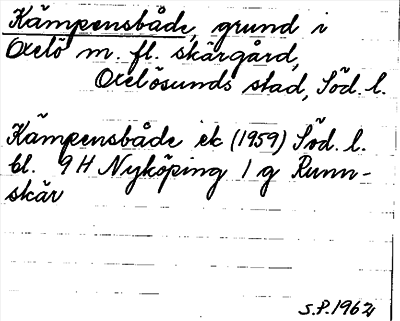 Kämpensbåde, grund i
Oxelö m. fl. skärgård,
Oxelösunds stad, Söd. l.
Kämpensbåde ek (1959) Söd. l.
bl. 9 H Nyköping 1 g Runn-
skär
S.P. 1962